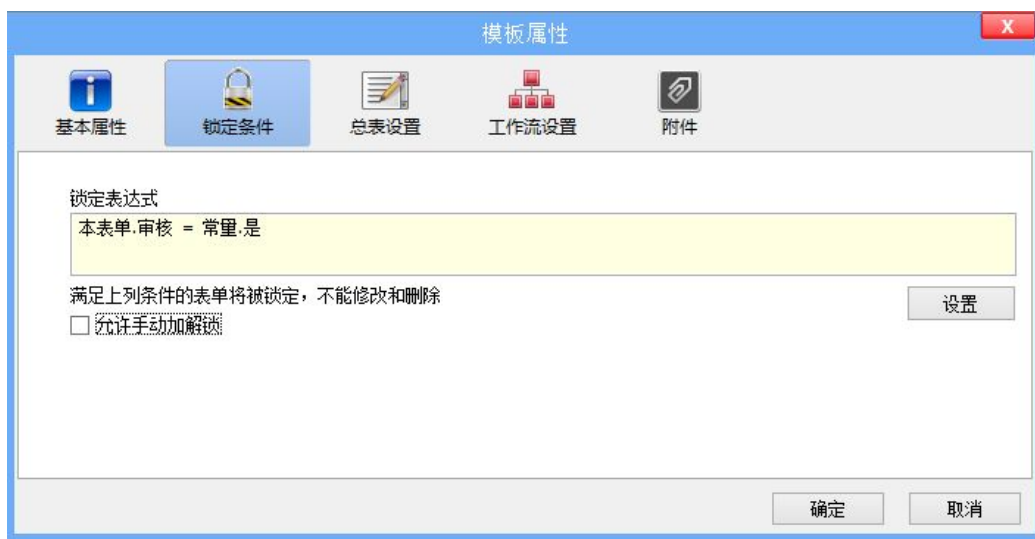 模板属性
X
基本属性 锁定条件 总表设置 工作流设置 附件
锁定表达式
本表单.审核 = 常量.是
满足上列条件的表单将被锁定，不能修改和删除
设置
允许手动加解锁
确定 取消